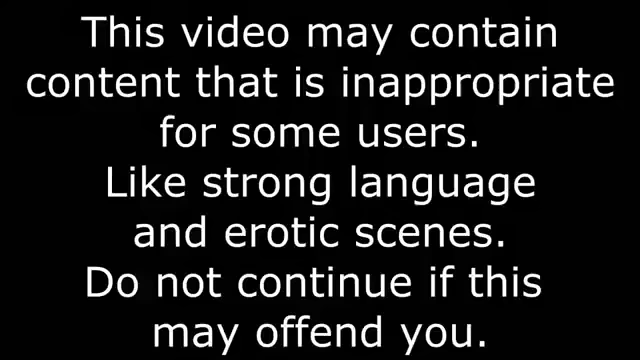 This video may contain
content that is inappropriate
for some users.
Like strong language
and erotic scenes.
Do not continue if this
may offend you.